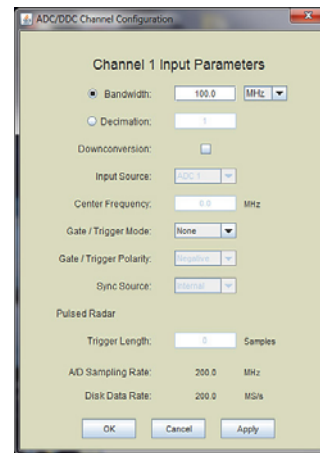 ADC/DDC Channel Configuration
Channel 1 Input Parameters
Bandwidth: 100.0 MHz
Decimation: 1
Downconversion:
Input Source: ADC 1
Center Frequency: 0.0 MHz
Gate / Trigger Mode: None
Gate / Trigger Polarity: Negative
Sync Source: Internal
Pulsed Radar
Trigger Length: 0 Samples
A/D Sampling Rate: 200.0 MHz
Disk Data Rate: 200.0 MS/s
OK Cancel Apply